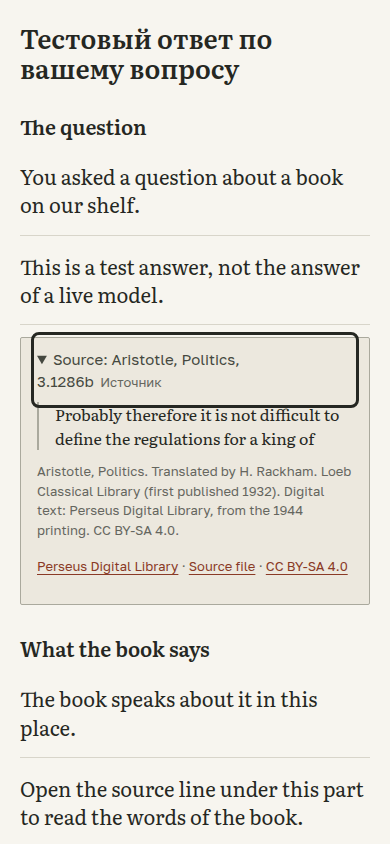 Тестовый ответ по
вашему вопросу
The question
You asked a question about a book
on our shelf.
This is a test answer, not the answer
of a live model.
▼ Source: Aristotle, Politics,
3.1286b Источник
Probably therefore it is not difficult to
define the regulations for a king of
Aristotle, Politics. Translated by H. Rackham. Loeb
Classical Library (first published 1932). Digital
text: Perseus Digital Library, from the 1944
printing. CC BY-SA 4.0.
Perseus Digital Library · Source file · CC BY-SA 4.0
What the book says
The book speaks about it in this
place.
Open the source line under this part
to read the words of the book.